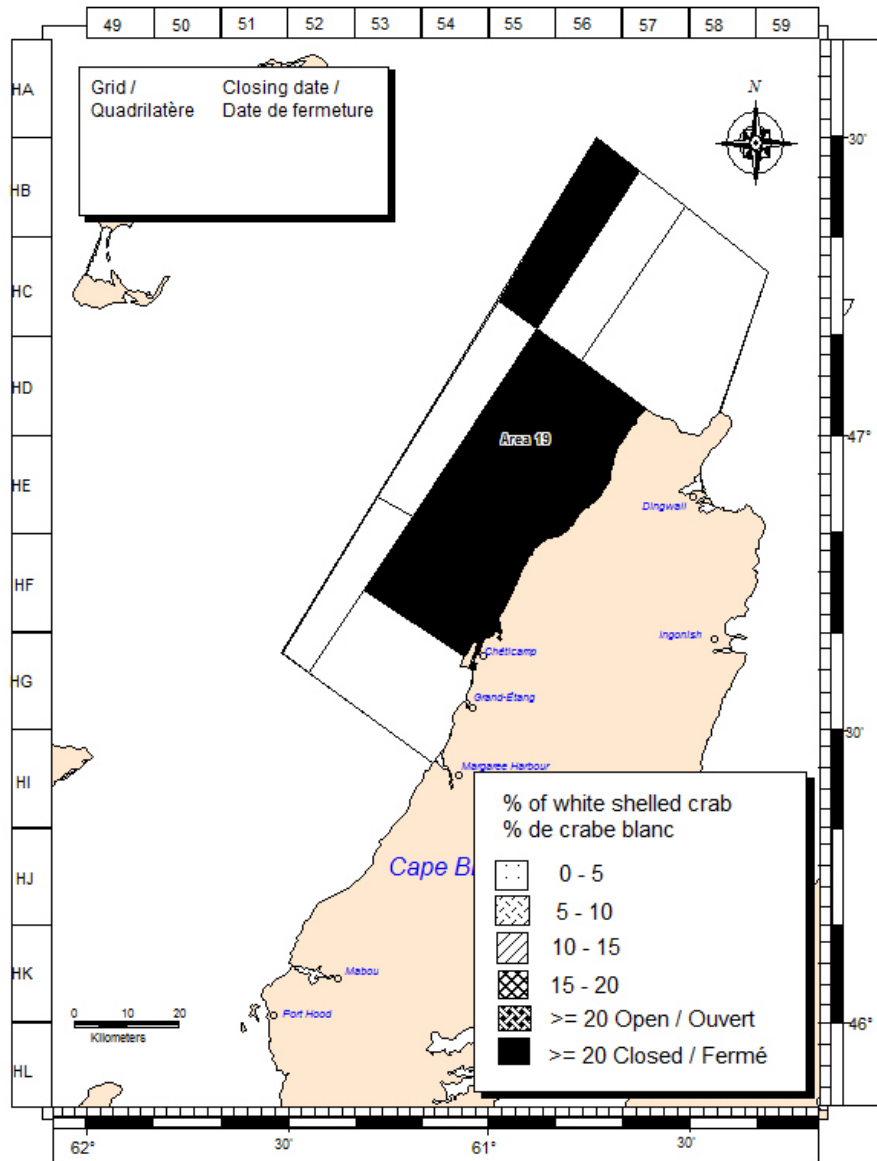 49 50 51 52 53 54 55 56 57 58 59
HA
HB
HC
HD
HE
HF
HG
HI
HJ
HK
HL
Grid / Closing date /
Quadrilatère Date de fermeture
N
30'
47°
30'
46°
Area 19
Dingwall
Ingonish
Chéticamp
Grand-Étang
Margaree Harbour
Mabou
Port Hood
0 10 20
Kilometers
% of white shelled crab
% de crabe blanc
0 - 5
5 - 10
10 - 15
15 - 20
>= 20 Open / Ouvert
>= 20 Closed / Fermé
62° 30' 61° 30'